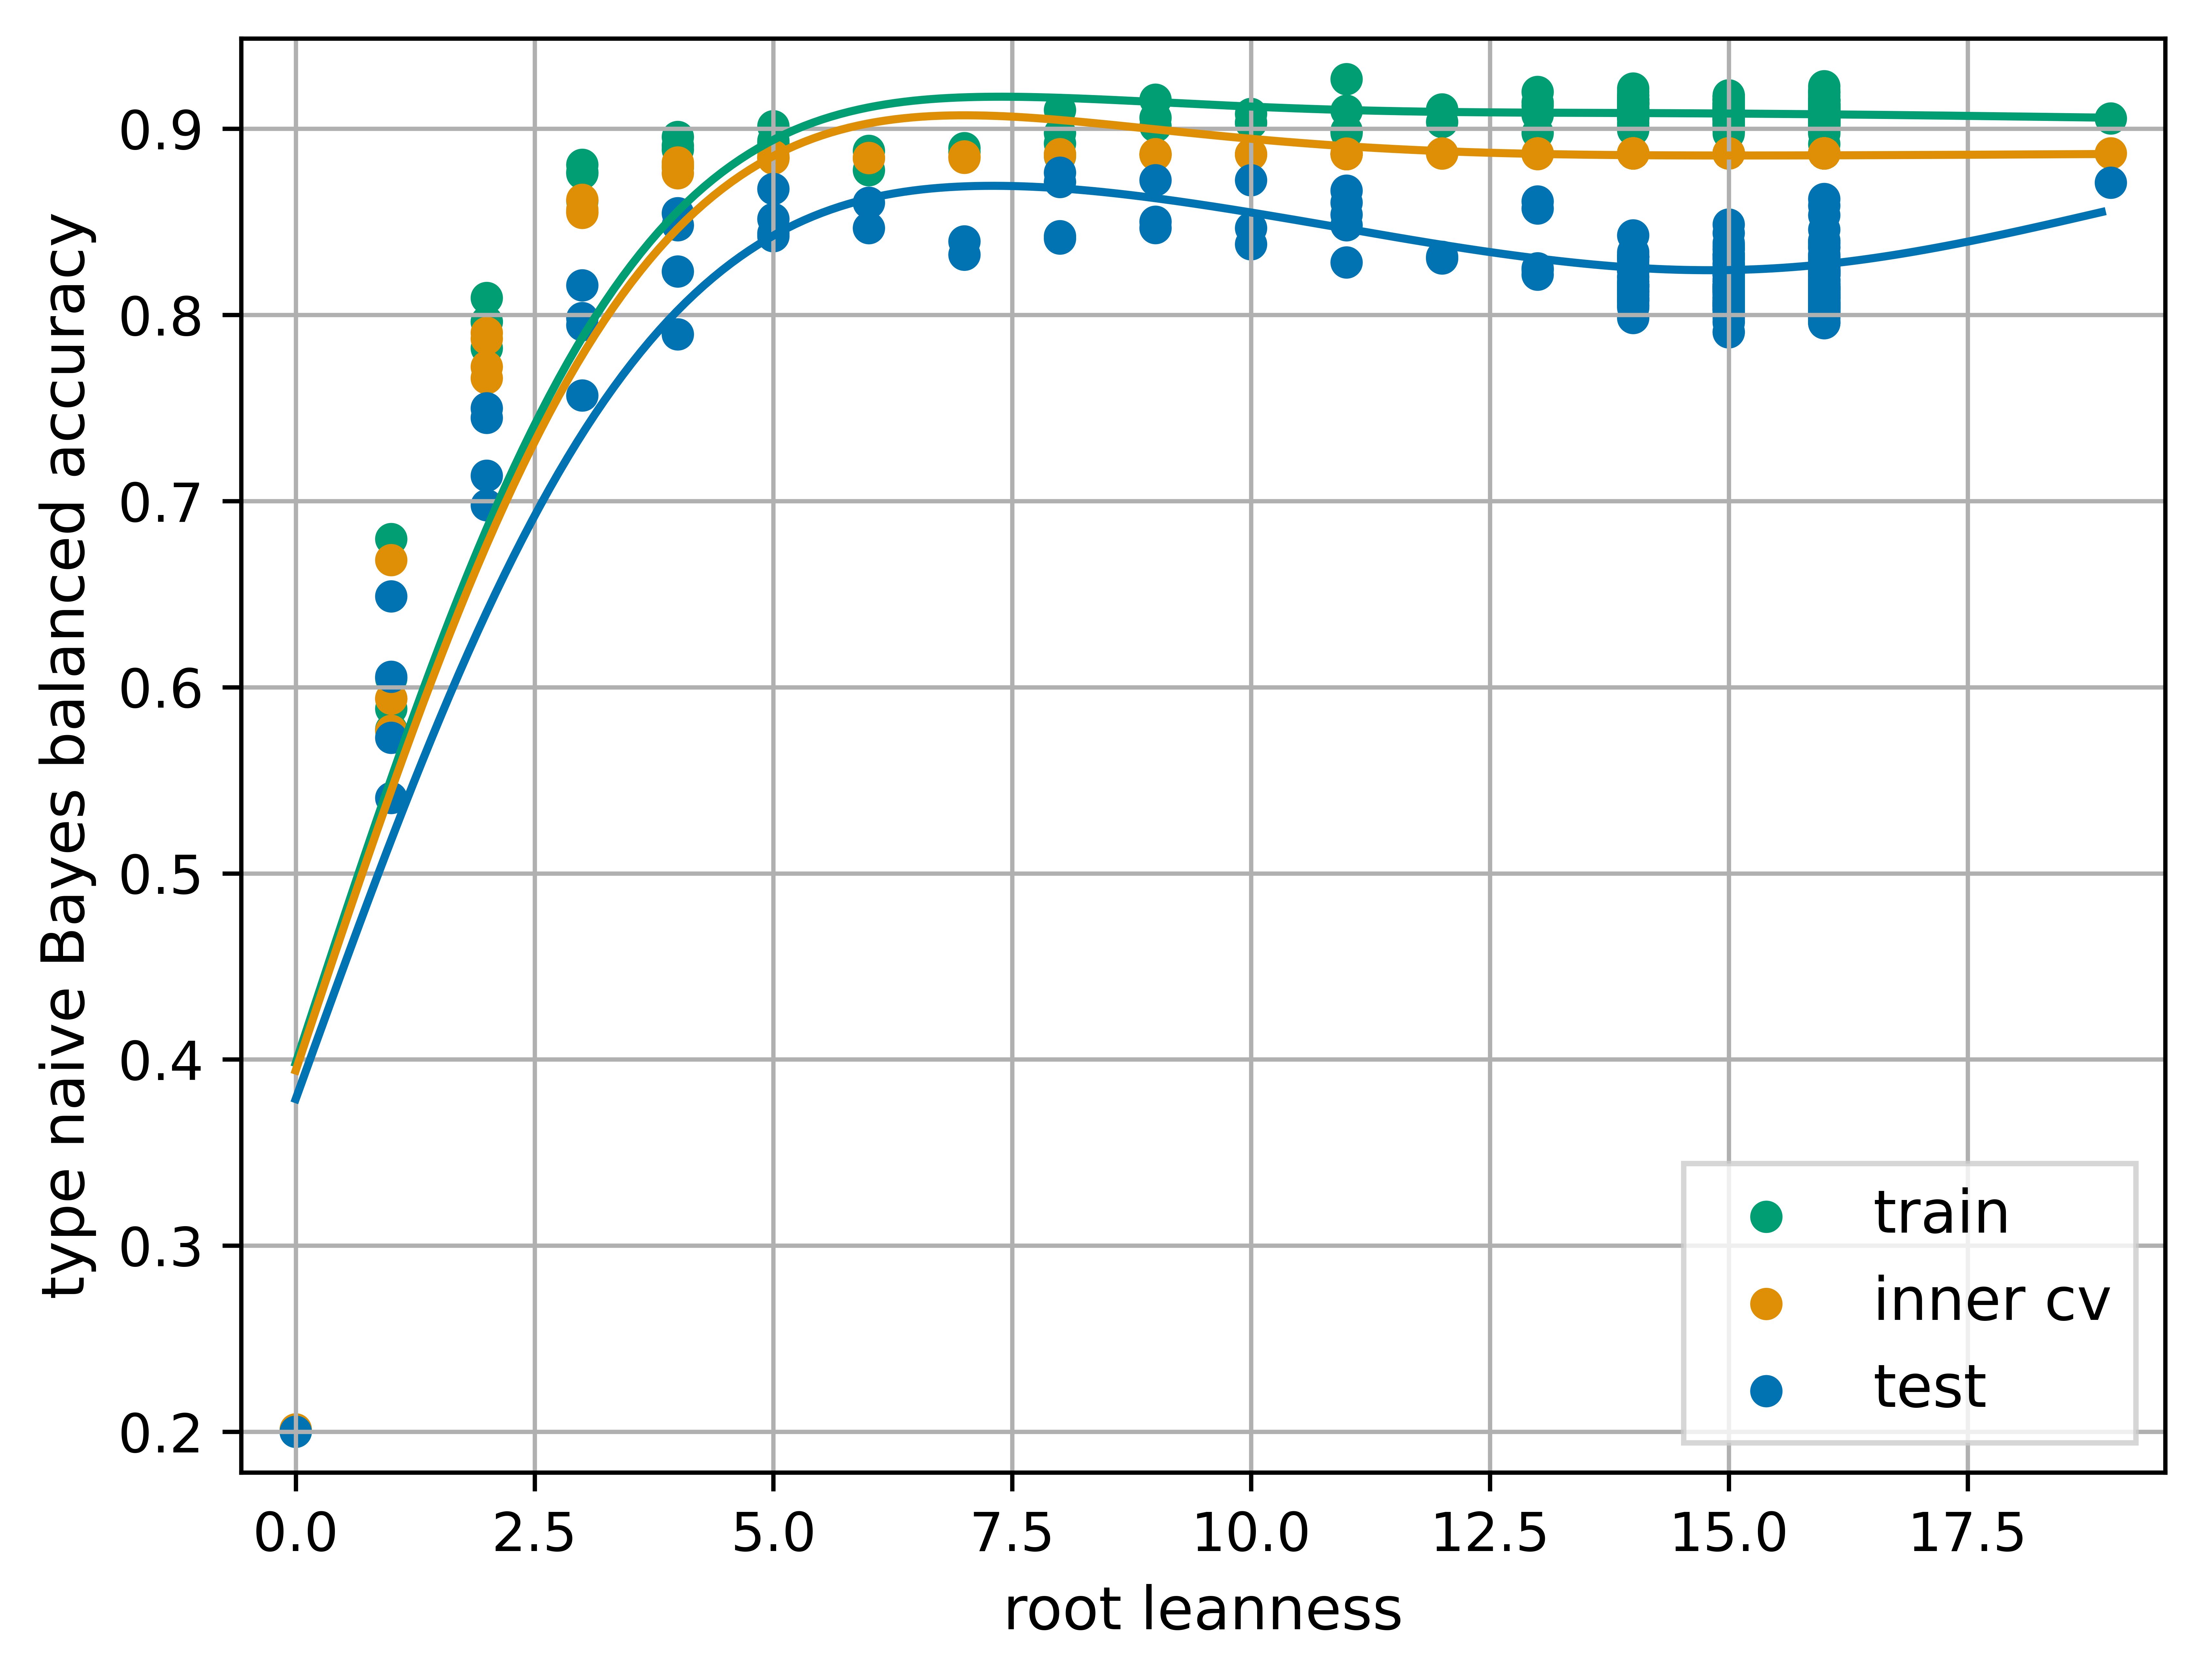 type naive Bayes balanced accuracy
0.9
0.8
0.7
0.6
0.5
0.4
0.3
0.2
train
inner cv
test
0.0 2.5 5.0 7.5 10.0 12.5 15.0 17.5
root leanness